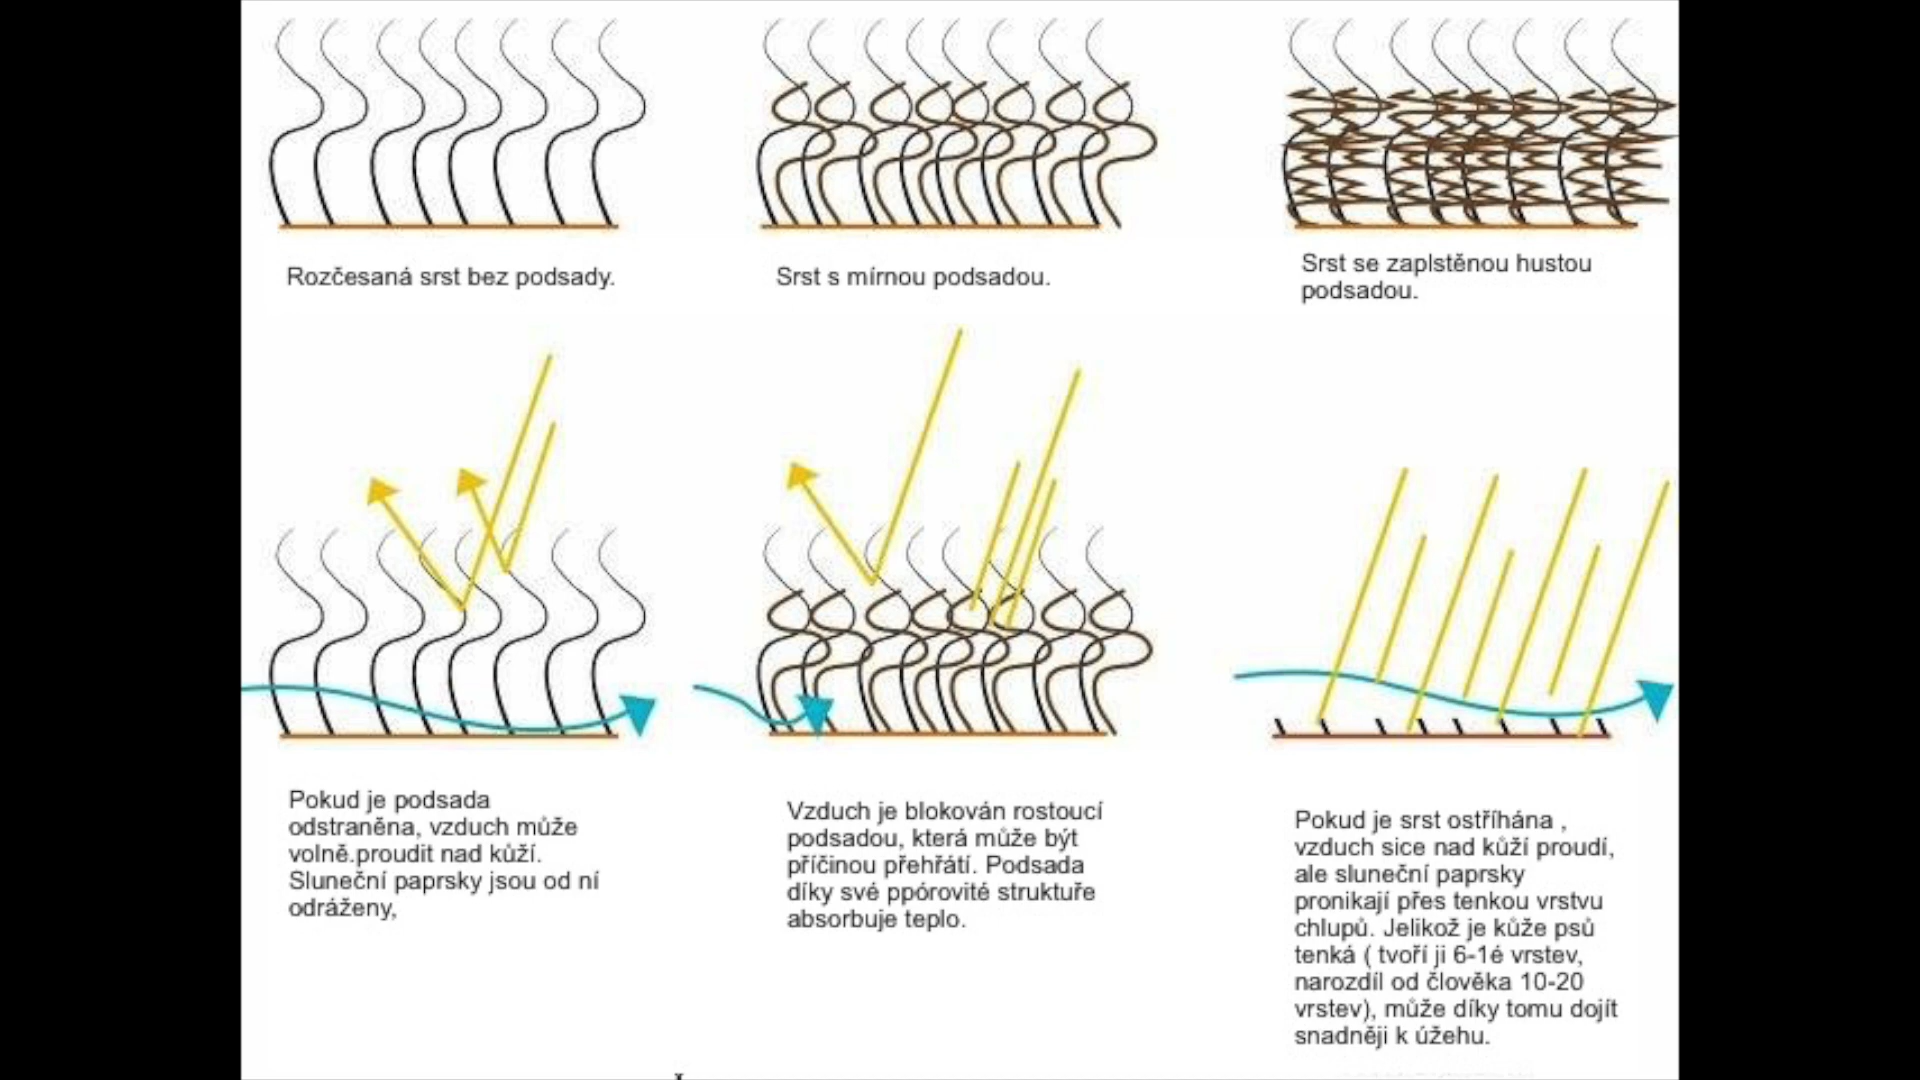 Rozčesaná srst bez podsady.
Srst s mírnou podsadou.
Srst se zaplstěnou hustou
podsadou.
Pokud je podsada
odstraněna, vzduch může
volně.proudit nad kůží.
Sluneční paprsky jsou od ní
odráženy,
Vzduch je blokován rostoucí
podsadou, která může být
příčinou přehřátí. Podsada
díky své ppórovité struktuře
absorbuje teplo.
Pokud je srst ostříhána ,
vzduch sice nad kůží proudí,
ale sluneční paprsky
pronikají přes tenkou vrstvu
chlupů. Jelikož je kůže psů
tenká ( tvoří ji 6-1é vrstev,
narozdíl od člověka 10-20
vrstev), může díky tomu dojít
snadněji k úžehu.